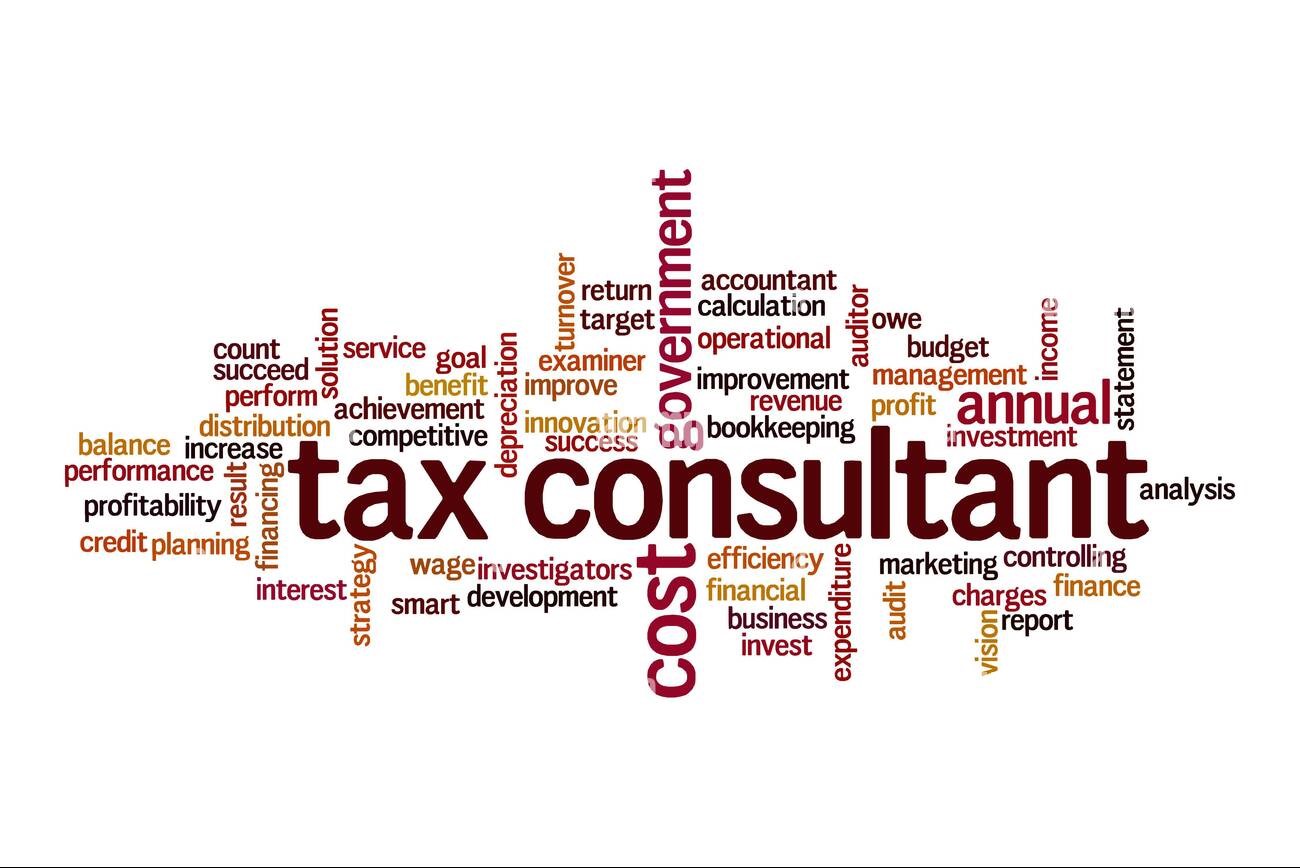 government
turnover
return
accountant
target
calculation
auditor
owe
income
statement
solution
count
service
goal
depreciation
examiner
operational
budget
succeed
perform
benefit
improve
improvement
management
annual
achievement
revenue
profit
distribution
competitive
innovation
success
bookkeeping
investment
balance
increase
performance
result
financing
tax consultant
analysis
profitability
credit
planning
interest
strategy
wage
investigators
smart
development
cost
efficiency
financial
business
invest
expenditure
marketing
controlling
audit
charges
finance
vision
report